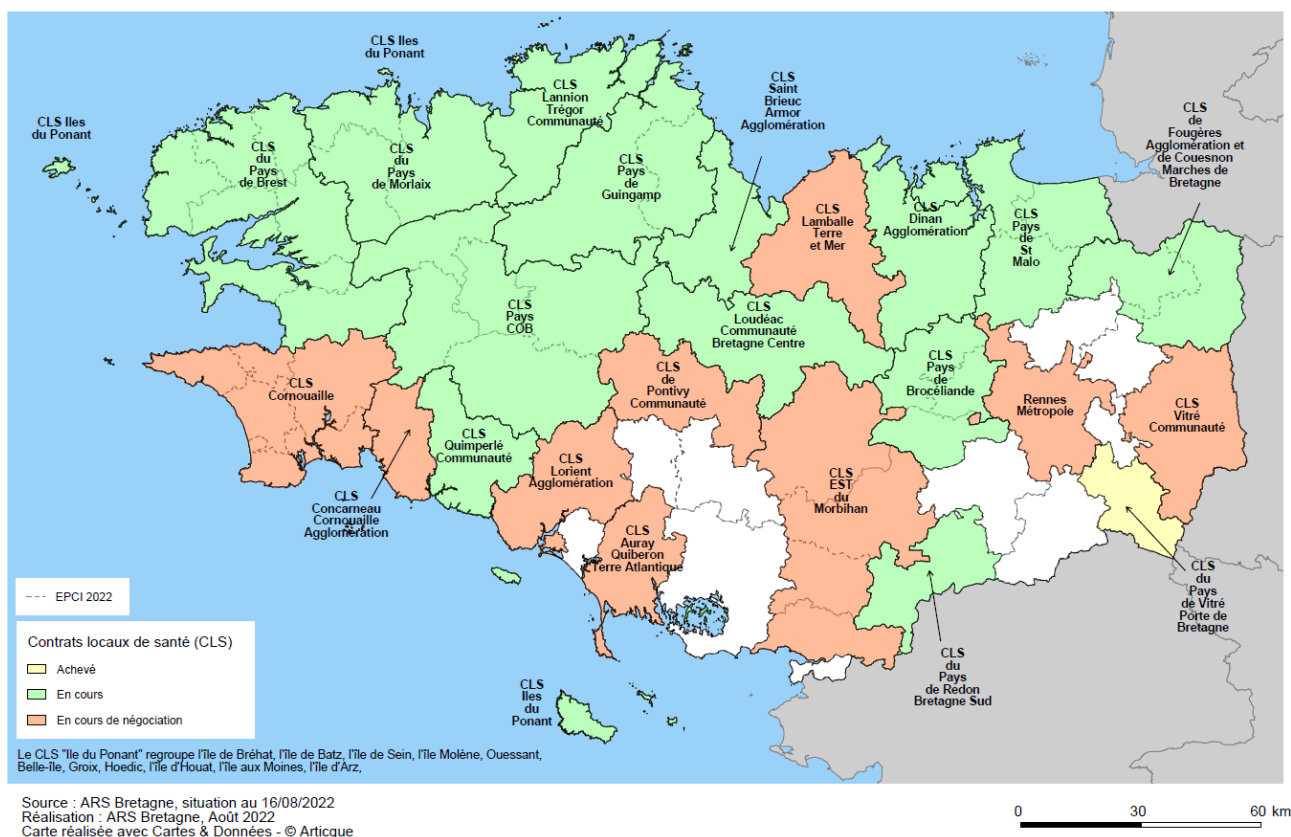 CLS Iles
du Ponant
CLS Iles
du Ponant
CLS
du
Pays
de Brest
CLS
du
Pays
de Morlaix
CLS
Lannion
Trégor
Communauté
CLS
Pays
de
Guingamp
CLS
Saint
Brieuc
Armor
Agglomération
CLS
Lamballe
Terre
et Mer
CLS
Dinan
Agglomération
CLS
Pays
de
St
Malo
CLS
de
Fougères
Agglomération et
de Couesnon
Marches de
Bretagne
CLS
Pays
COB
CLS
Loudéac
Communauté
Bretagne Centre
CLS
Pays
de
Brocéliande
CLS
Cornouaille
CLS
de
Pontivy
Communauté
Rennes
Métropole
CLS
Vitré
Communauté
CLS
Quimperlé
Communauté
CLS
Lorient
Agglomération
CLS
EST
du
Morbihan
CLS
Concarneau
Cornouaille
Agglomération
CLS
Auray
Quiberon
Terre Atlantique
CLS
du
Pays
de Vitré
Porte de
Bretagne
CLS
du
Pays
de Redon
Bretagne Sud
CLS
Iles
du
Ponant
EPCI 2022
Contrats locaux de santé (CLS)
Achevé
En cours
En cours de négociation
Le CLS "Ile du Ponant" regroupe l'île de Bréhat, l'île de Batz, l'île de Sein, l'île Molène, Ouessant,
Belle-île, Groix, Hoedic, l'île d'Houat, l'île aux Moines, l'île d'Arz,
Source : ARS Bretagne, situation au 16/08/2022
Réalisation : ARS Bretagne, Août 2022
Carte réalisée avec Cartes & Données - © Articque
0 30 60 km